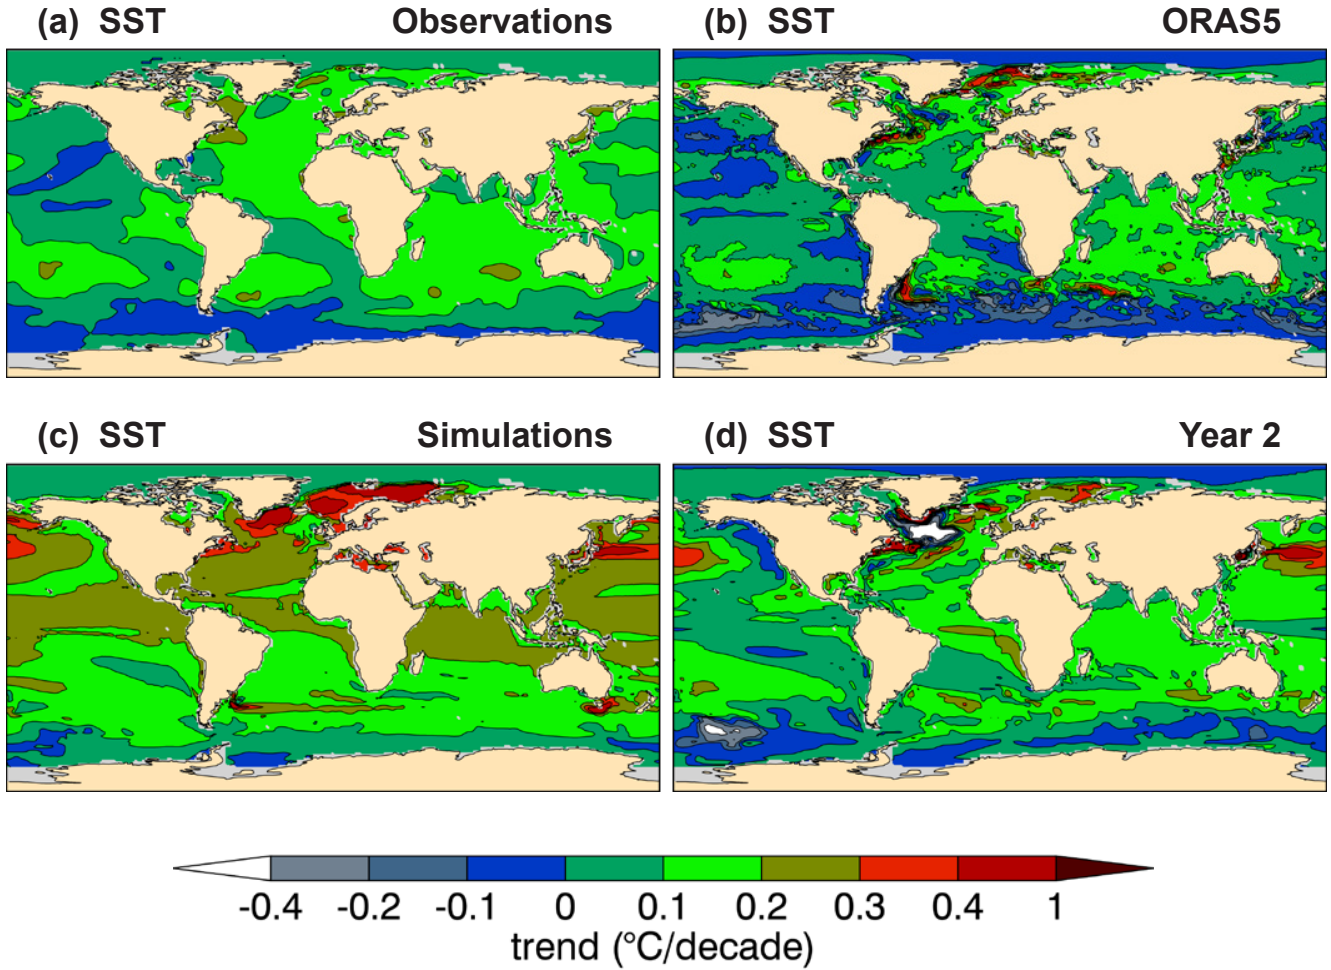 (a) SST Observations
(b) SST ORAS5
(c) SST Simulations
(d) SST Year 2
-0.4 -0.2 -0.1 0 0.1 0.2 0.3 0.4 1
trend (°C/decade)